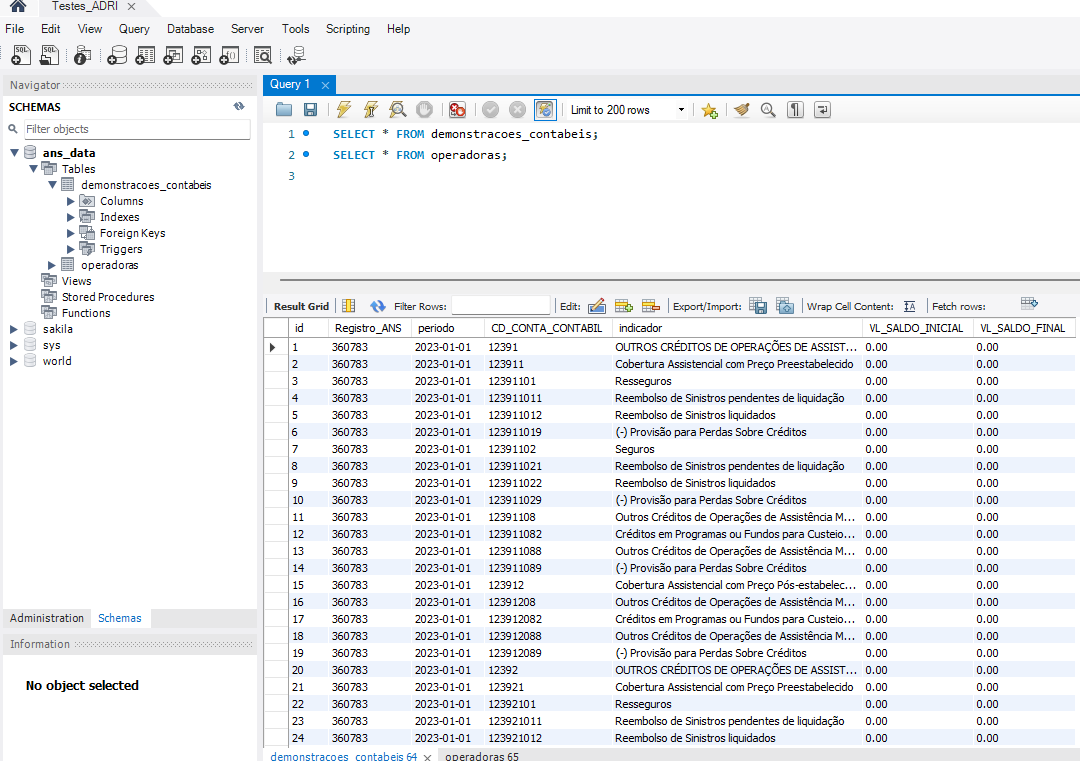 Testes_ADRI
File Edit View Query Database Server Tools Scripting Help
Navigator
SCHEMAS
Filter objects
ans_data
Tables
demonstracoes_contabeis
Columns
Indexes
Foreign Keys
Triggers
operadoras
Views
Stored Procedures
Functions
sakila
sys
world
Administration Schemas
Information
No object selected
Query 1
Limit to 200 rows
1 SELECT * FROM demonstracoes_contabeis;
2 SELECT * FROM operadoras;
3
Result Grid Filter Rows: Edit: Export/Import: Wrap Cell Content: Fetch rows:
id Registro_ANS periodo CD_CONTA_CONTABIL indicador VL_SALDO_INICIAL VL_SALDO_FINAL
1 360783 2023-01-01 12391 OUTROS CRÉDITOS DE OPERAÇÕES DE ASSIST... 0.00 0.00
2 360783 2023-01-01 123911 Cobertura Assistencial com Preço Preestabelecido 0.00 0.00
3 360783 2023-01-01 12391101 Resseguros 0.00 0.00
4 360783 2023-01-01 123911011 Reembolso de Sinistros pendentes de liquidação 0.00 0.00
5 360783 2023-01-01 123911012 Reembolso de Sinistros liquidados 0.00 0.00
6 360783 2023-01-01 123911019 (-) Provisão para Perdas Sobre Créditos 0.00 0.00
7 360783 2023-01-01 12391102 Seguros 0.00 0.00
8 360783 2023-01-01 123911021 Reembolso de Sinistros pendentes de liquidação 0.00 0.00
9 360783 2023-01-01 123911022 Reembolso de Sinistros liquidados 0.00 0.00
10 360783 2023-01-01 123911029 (-) Provisão para Perdas Sobre Créditos 0.00 0.00
11 360783 2023-01-01 12391108 Outros Créditos de Operações de Assistência M... 0.00 0.00
12 360783 2023-01-01 123911082 Créditos em Programas ou Fundos para Custeio... 0.00 0.00
13 360783 2023-01-01 123911088 Outros Créditos de Operações de Assistência M... 0.00 0.00
14 360783 2023-01-01 123911089 (-) Provisão para Perdas Sobre Créditos 0.00 0.00
15 360783 2023-01-01 123912 Cobertura Assistencial com Preço Pós-estabelec... 0.00 0.00
16 360783 2023-01-01 12391208 Outros Créditos de Operações de Assistência M... 0.00 0.00
17 360783 2023-01-01 123912082 Créditos em Programas ou Fundos para Custeio... 0.00 0.00
18 360783 2023-01-01 123912088 Outros Créditos de Operações de Assistência M... 0.00 0.00
19 360783 2023-01-01 123912089 (-) Provisão para Perdas Sobre Créditos 0.00 0.00
20 360783 2023-01-01 12392 OUTROS CRÉDITOS DE OPERAÇÕES DE ASSIST... 0.00 0.00
21 360783 2023-01-01 123921 Cobertura Assistencial com Preço Preestabelecido 0.00 0.00
22 360783 2023-01-01 12392101 Resseguros 0.00 0.00
23 360783 2023-01-01 123921011 Reembolso de Sinistros pendentes de liquidação 0.00 0.00
24 360783 2023-01-01 123921012 Reembolso de Sinistros liquidados 0.00 0.00
demonstracoes_contabeis 64 operadoras 65